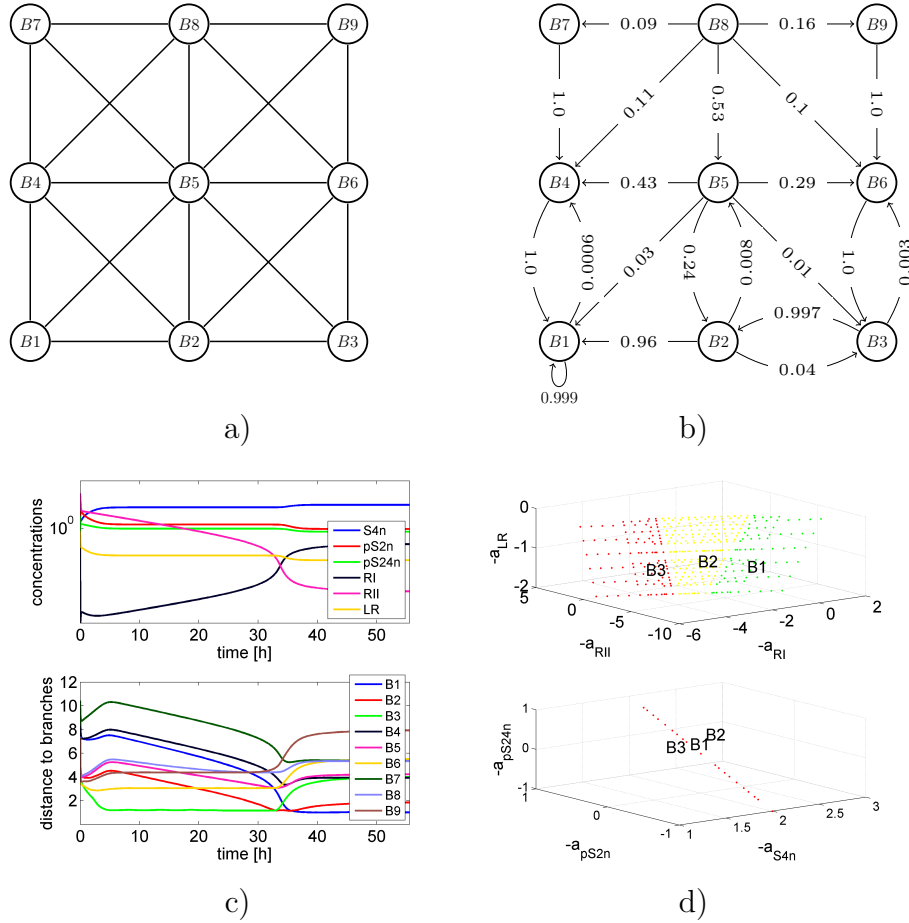 B7 B8 B9
B4 B5 B6
B1 B2 B3
a)
B7 0.09 B8 0.16 B9
1.0 0.11 0.53 0.1 1.0
B4 0.43 B5 0.29 B6
1.0 0.0006 0.03 0.24 0.008 0.01 1.0 0.003
0.997
B1 0.96 B2 B3
0.04
0.999
b)
concentrations
10⁰
S4n
pS2n
pS24n
RI
RII
LR
0 10 20 30 40 50
time [h]
distance to branches
12
10
8
6
4
2
B1
B2
B3
B4
B5
B6
B7
B8
B9
0 10 20 30 40 50
time [h]
c)
-a_LR
0
-1
-2
B3 B2 B1
5 0 -5 -10
-a_RII
-6 -4 -2 0 2
-a_RI
-a_pS24n
1
0
-1
B3 B1 B2
1 0 -1
-a_pS2n
1 1.5 2 2.5 3
-a_S4n
d)